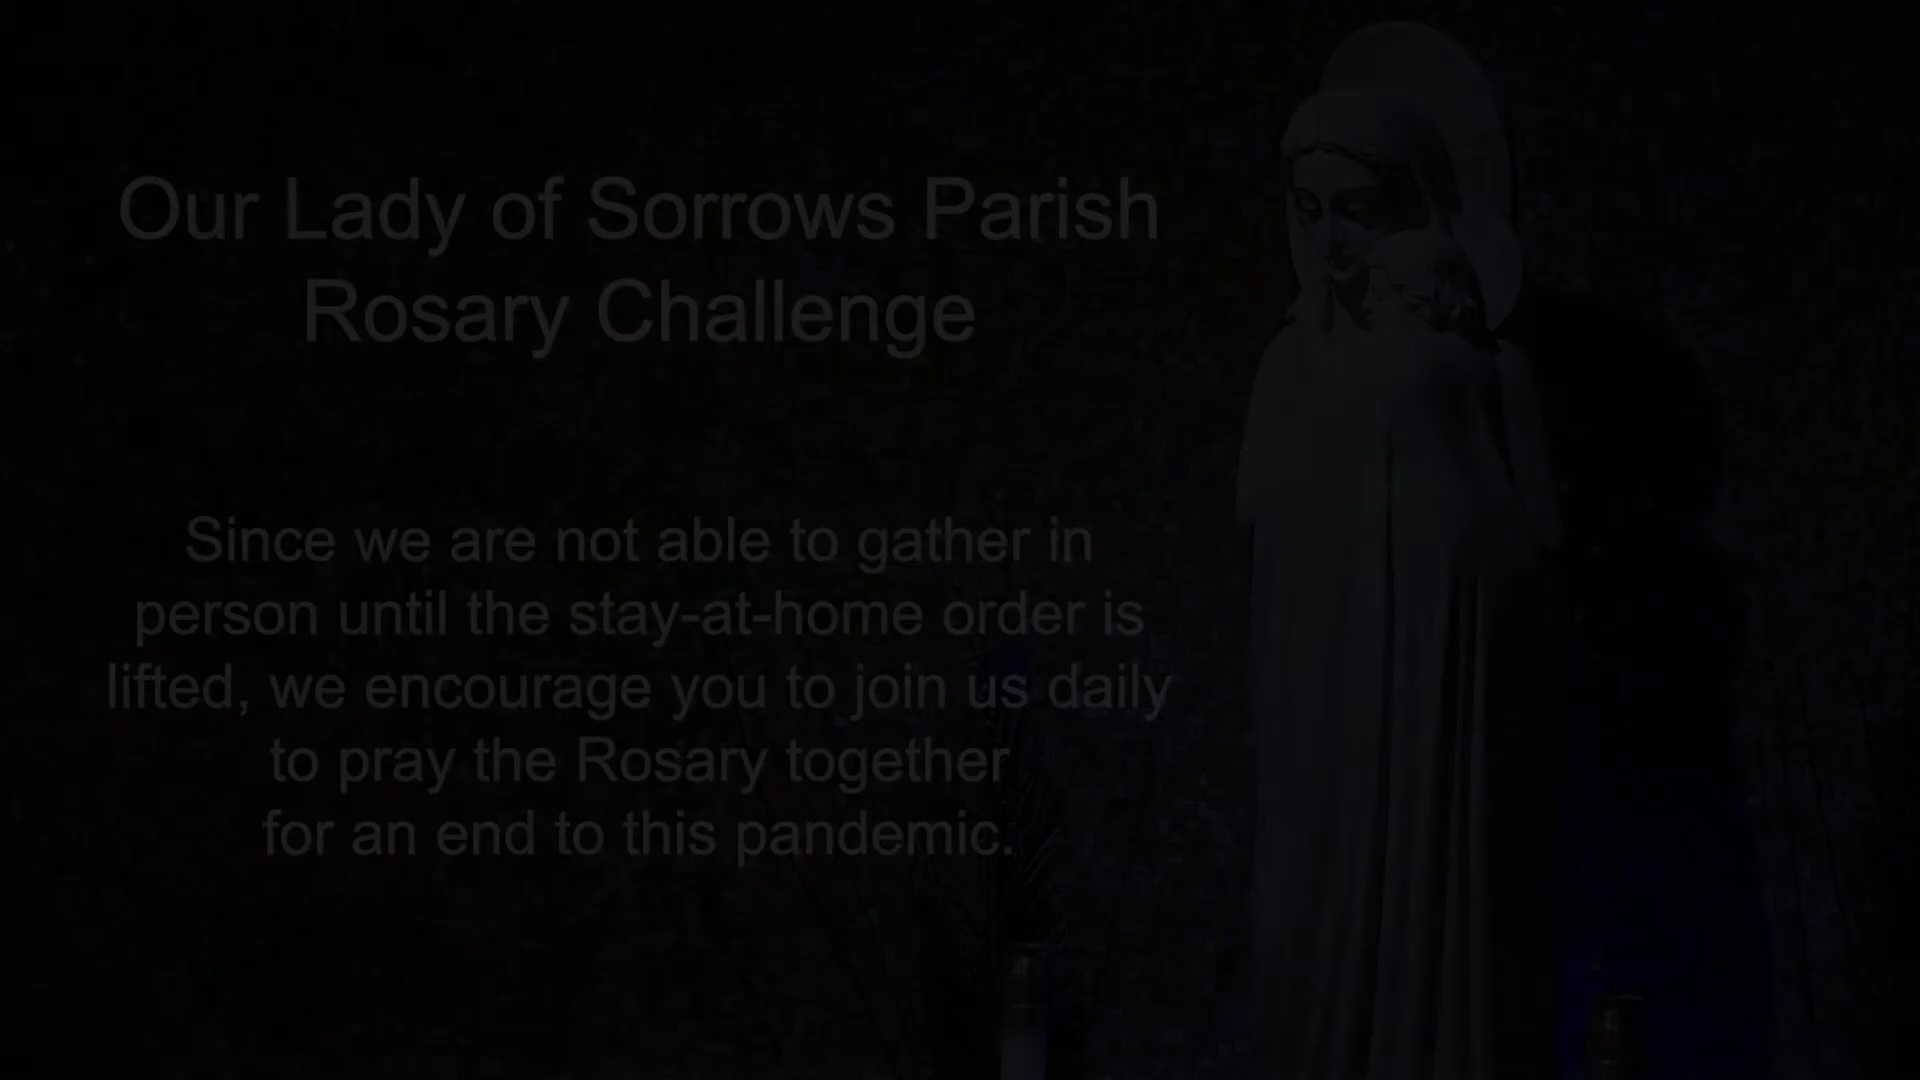 Our Lady of Sorrows Parish
Rosary Challenge
Since we are not able to gather in
person until the stay-at-home order is
lifted, we encourage you to join us daily
to pray the Rosary together
for an end to this pandemic.